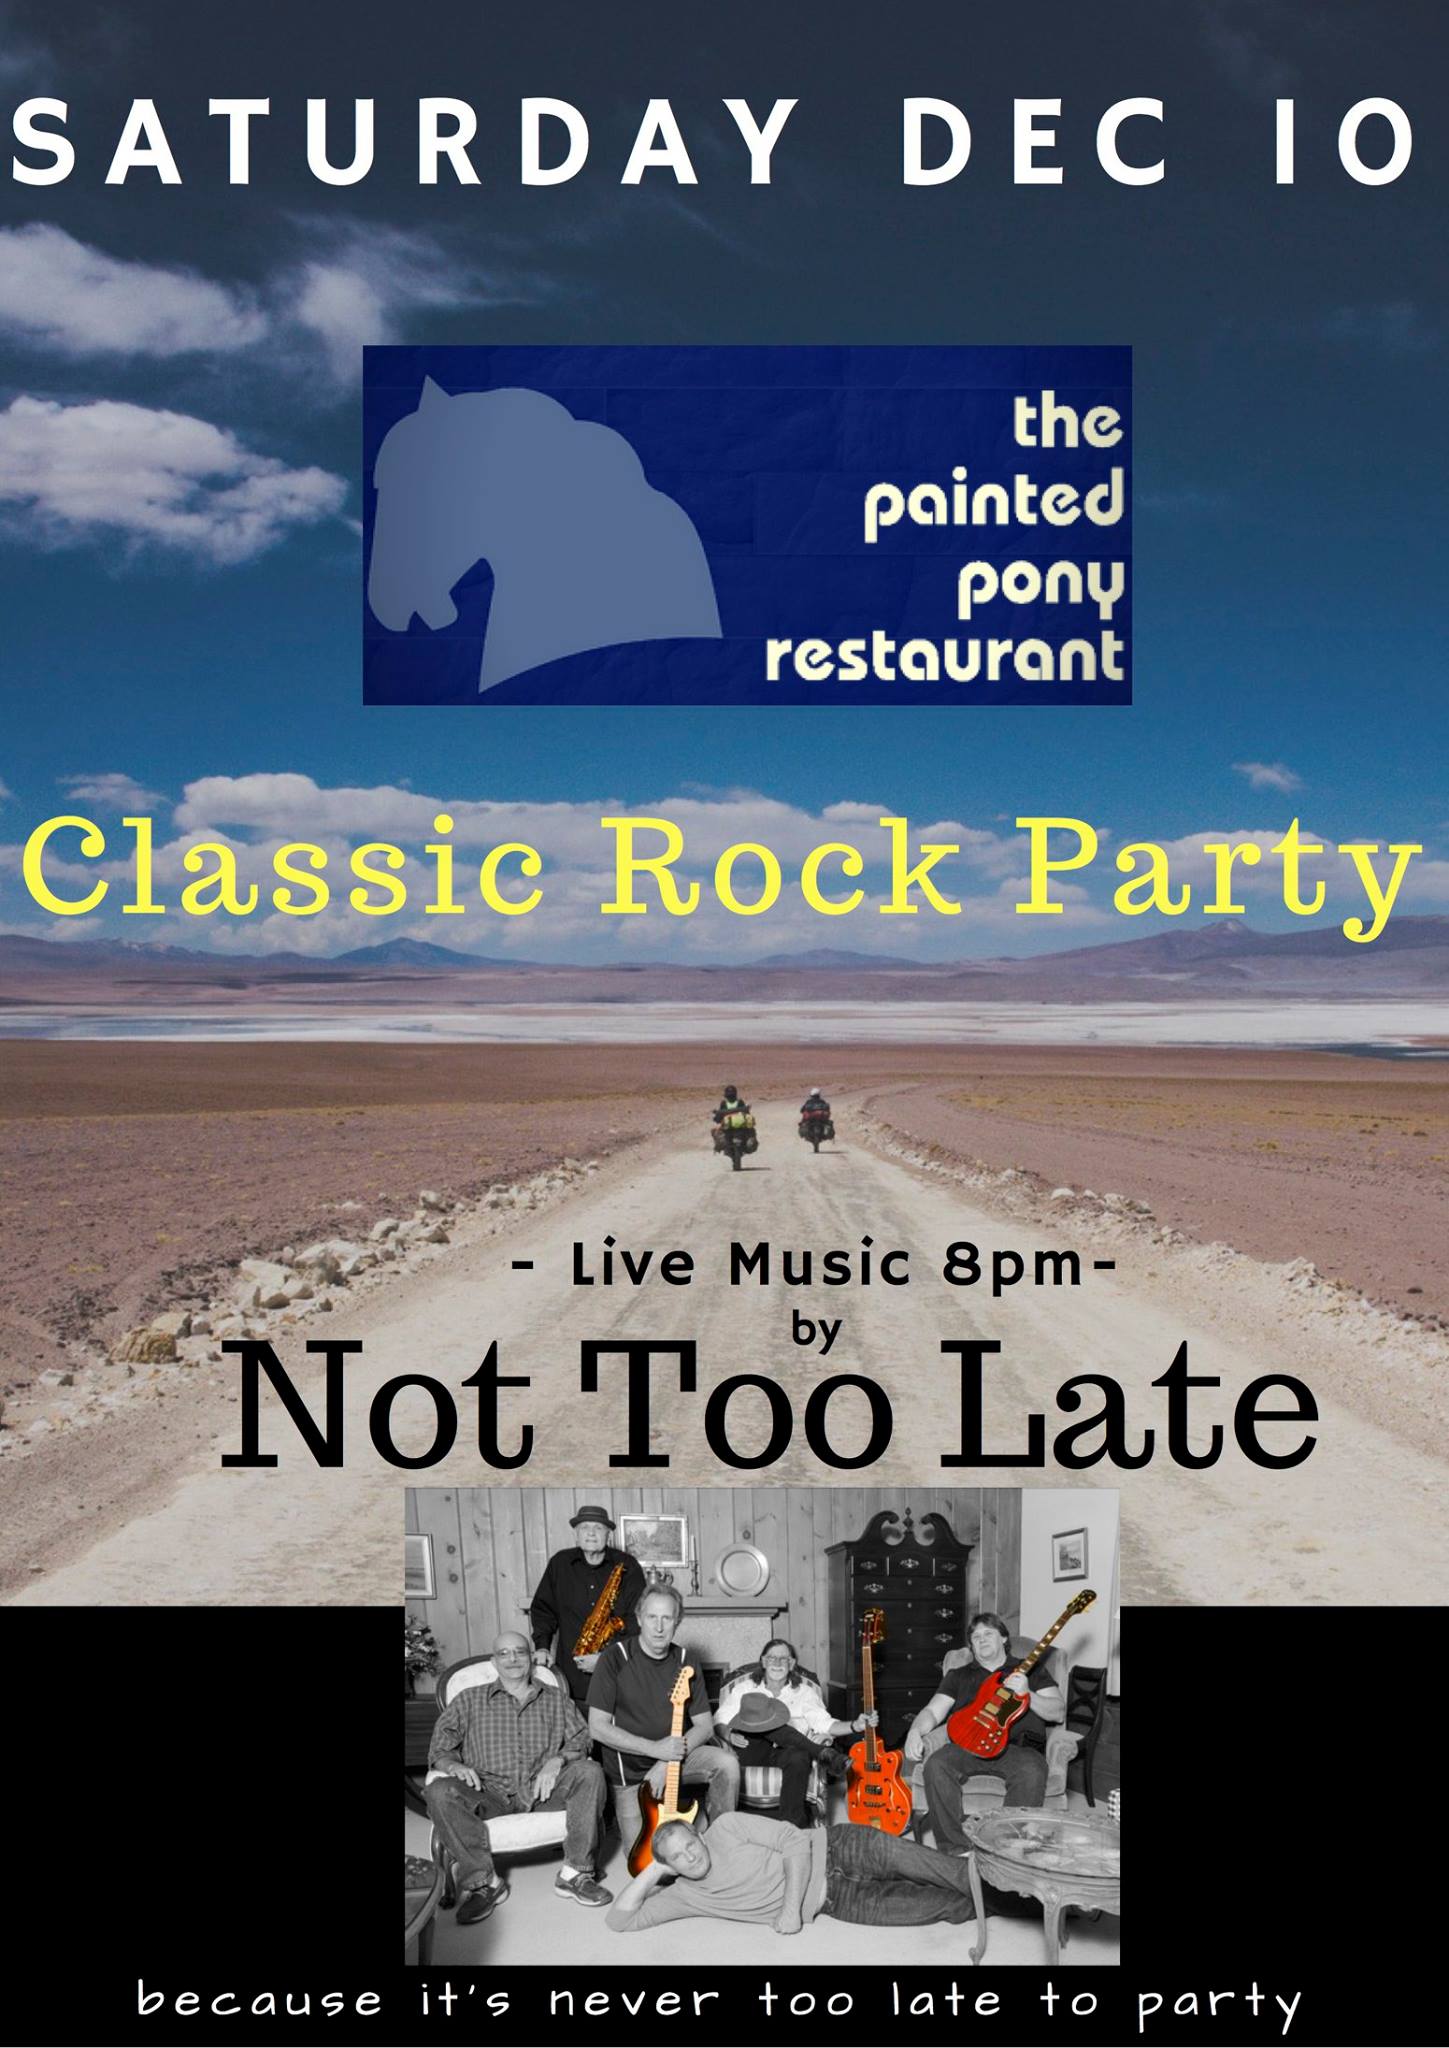 SATURDAY DEC 10
the
painted
pony
restaurant
Classic Rock Party
- Live Music 8pm-
by
Not Too Late
because it's never too late to party